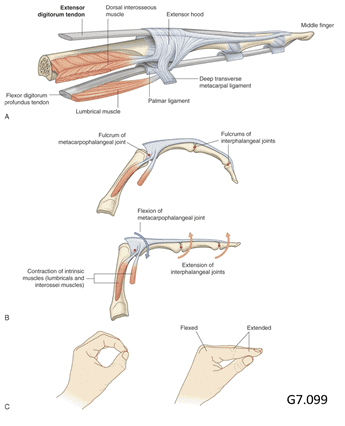 Extensor
digitorum tendon
Dorsal interosseous
muscle
Extensor hood
Middle finger
Flexor digitorum
profundus tendon
Deep transverse
metacarpal ligament
Palmar ligament
Lumbrical muscle
A
Fulcrum of
metacarpophalangeal joint
Fulcrums of
interphalangeal joints
Flexion of
metacarpophalangeal joint
Contraction of intrinsic
muscles (lumbricals and
interossei muscles)
Extension of
interphalangeal joints
B
Flexed
Extended
C
G7.099